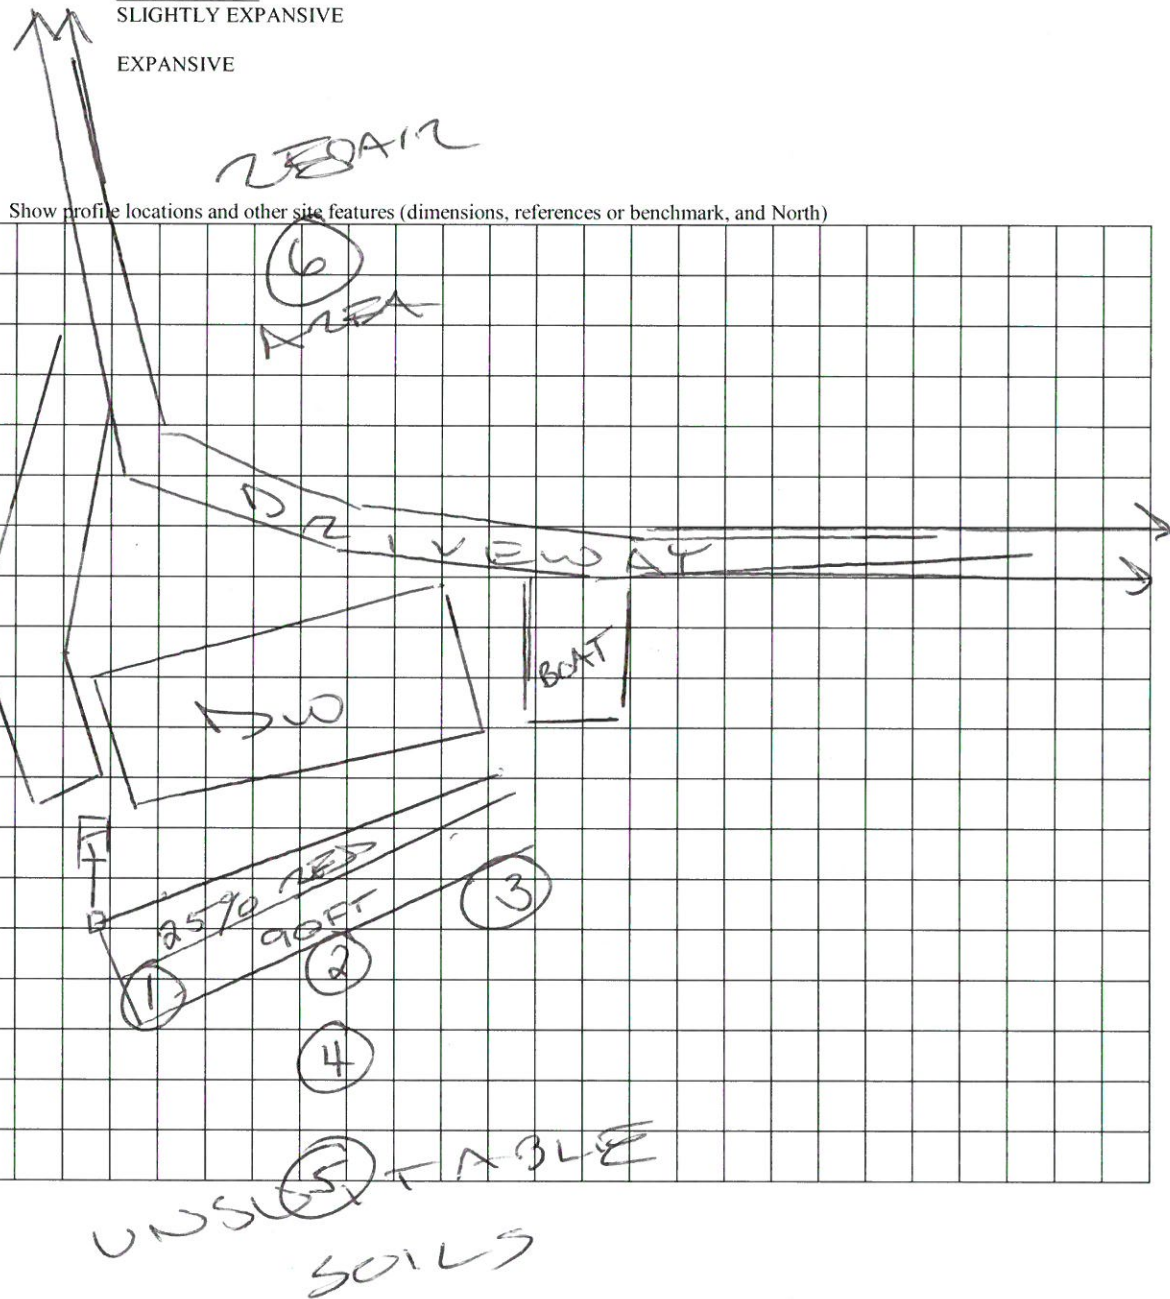 SLIGHTLY EXPANSIVE
EXPANSIVE
REPAIR
Show profile locations and other site features (dimensions, references or benchmark, and North)
6
AREA
DRIVEWAY
BOAT
DW
T
25% RED
90FT
3
2
1
4
5
UNSUITABLE
SOILS